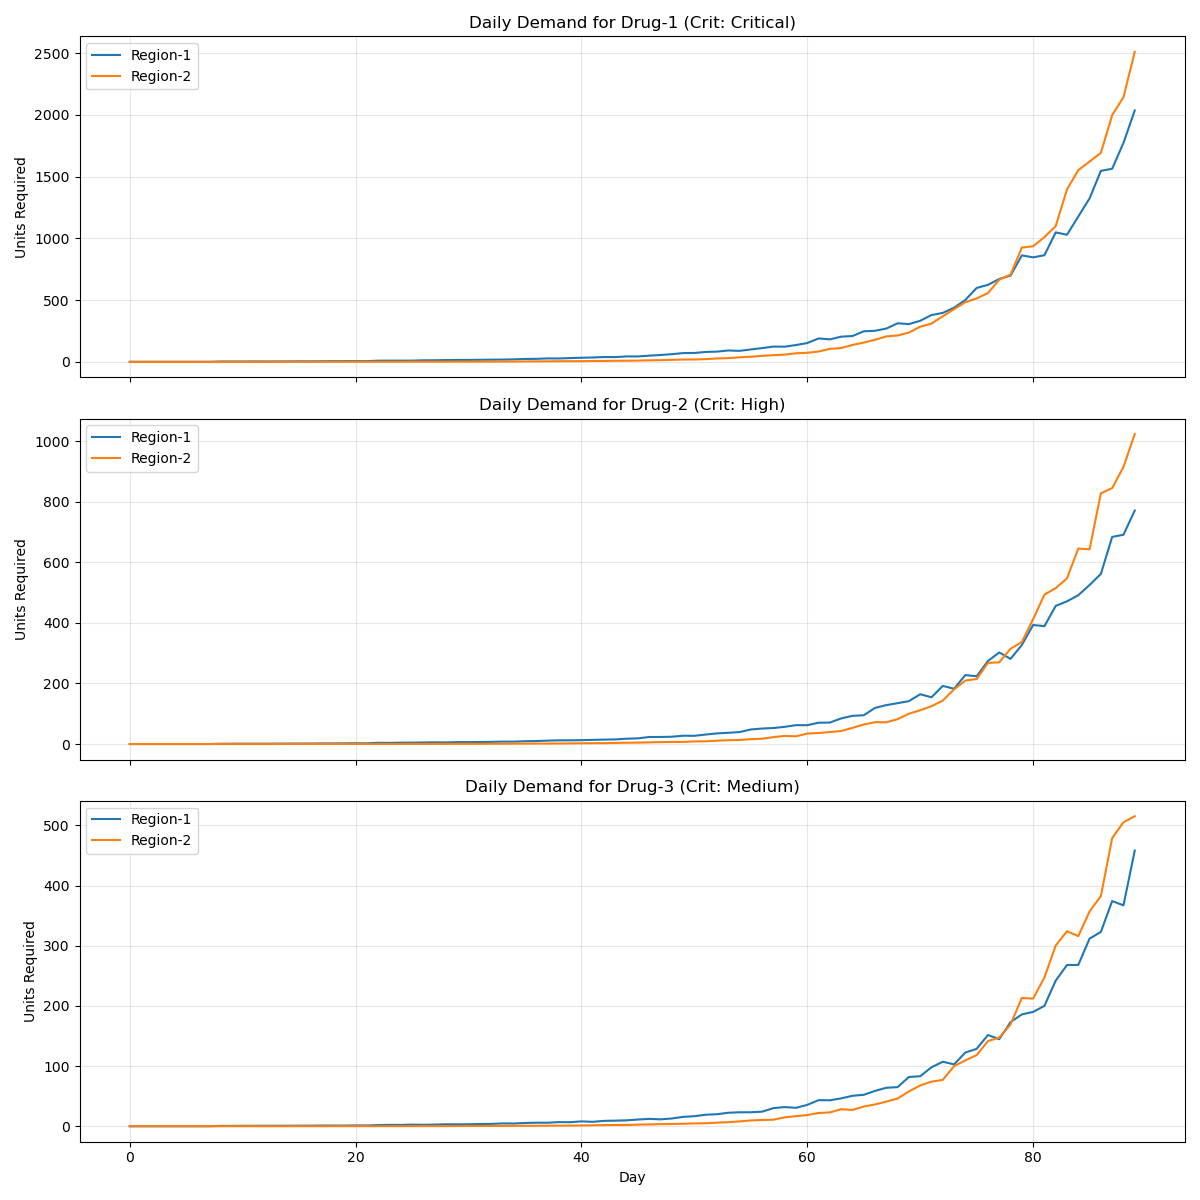 Daily Demand for Drug-1 (Crit: Critical)
Units Required
2500
2000
1500
1000
500
0
Region-1
Region-2
Daily Demand for Drug-2 (Crit: High)
Units Required
1000
800
600
400
200
0
Region-1
Region-2
Daily Demand for Drug-3 (Crit: Medium)
Units Required
500
400
300
200
100
0
Region-1
Region-2
0 20 40 60 80
Day